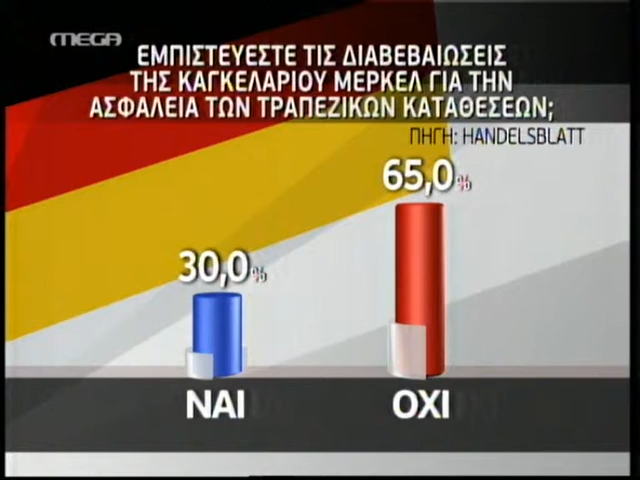 MEGA
ΕΜΠΙΣΤΕΥΕΣΤΕ ΤΙΣ ΔΙΑΒΕΒΑΙΩΣΕΙΣ
ΤΗΣ ΚΑΓΚΕΛΑΡΙΟΥ ΜΕΡΚΕΛ ΓΙΑ ΤΗΝ
ΑΣΦΑΛΕΙΑ ΤΩΝ ΤΡΑΠΕΖΙΚΩΝ ΚΑΤΑΘΕΣΕΩΝ;
ΠΗΓΗ: HANDELSBLATT
65,0%
30,0%
ΝΑΙ ΟΧΙ